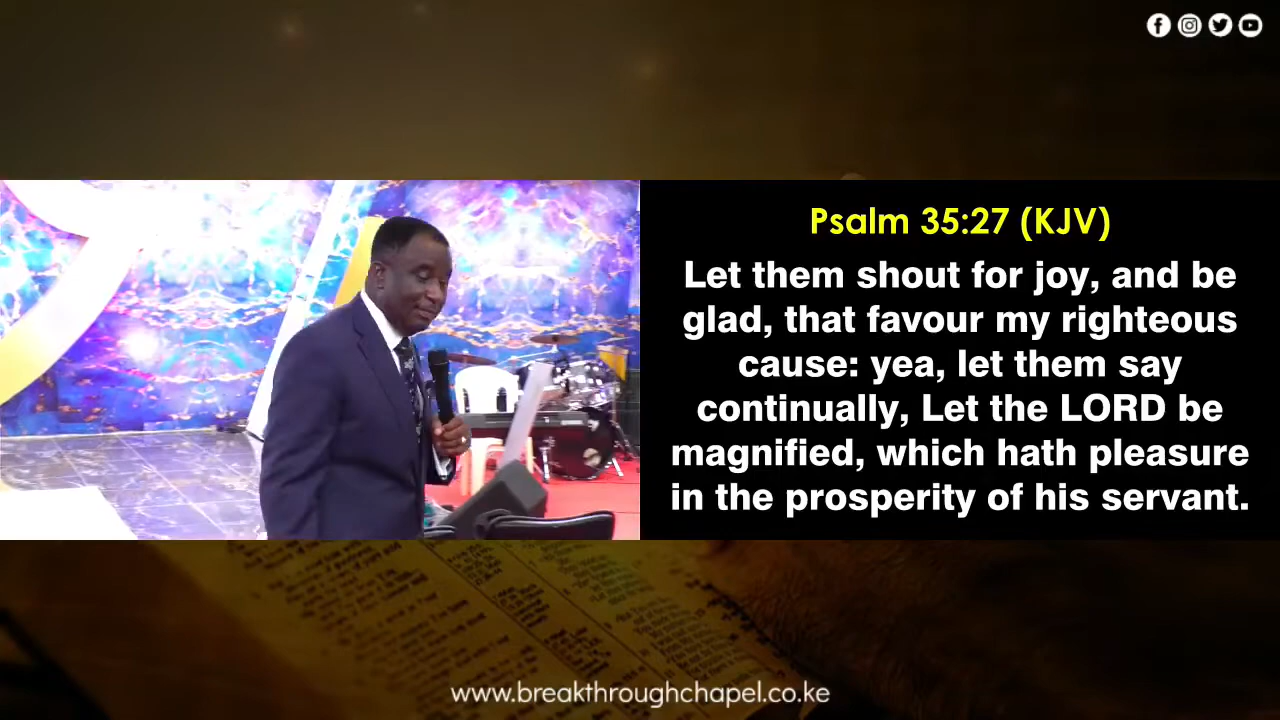 Psalm 35:27 (KJV)
Let them shout for joy, and be
glad, that favour my righteous
cause: yea, let them say
continually, Let the LORD be
magnified, which hath pleasure
in the prosperity of his servant.
www.breakthroughchapel.co.ke